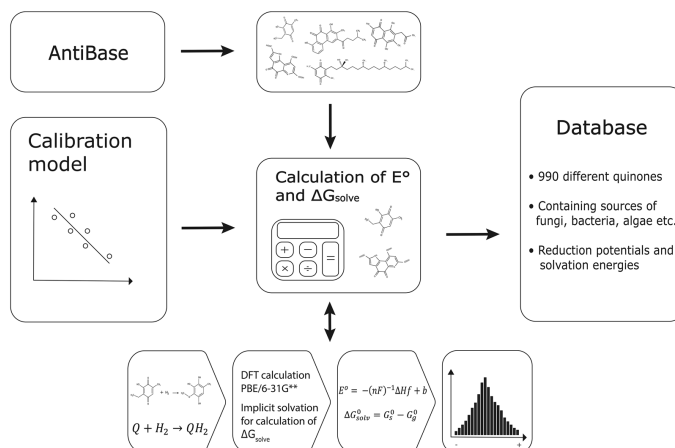 AntiBase
Calibration
model
Calculation of E°
and ΔGsolve
+
−
×
÷
=
Database
• 990 different quinones
• Containing sources of
fungi, bacteria, algae etc.
• Reduction potentials and
solvation energies
+ H₂
Q + H₂ → QH₂
DFT calculation
PBE/6-31G**
Implicit solvation
for calculation of
ΔGsolve
E° = −(nF)⁻¹ΔHf + b
ΔG⁰solv = G⁰s − G⁰g
-
+